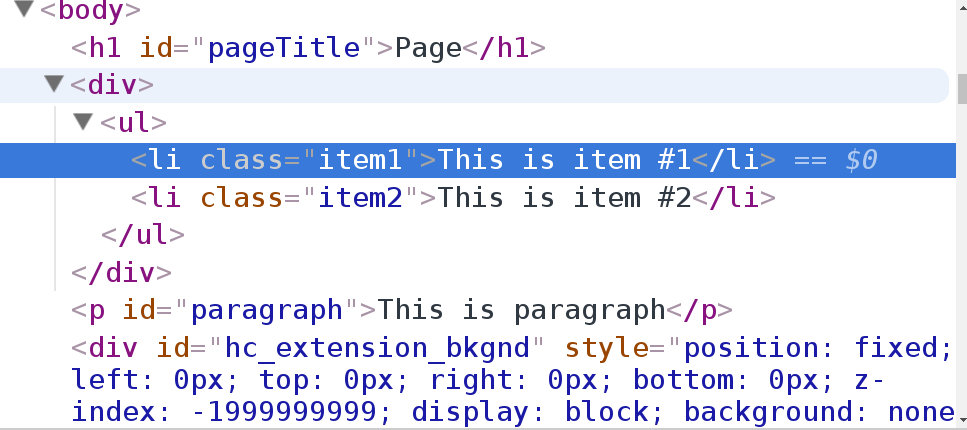 <body>
<h1 id="pageTitle">Page</h1>
<div>
<ul>
<li class="item1">This is item #1</li> == $0
<li class="item2">This is item #2</li>
</ul>
</div>
<p id="paragraph">This is paragraph</p>
<div id="hc_extension_bkgnd" style="position: fixed;
left: 0px; top: 0px; right: 0px; bottom: 0px; z-
index: -1999999999; display: block; background: none